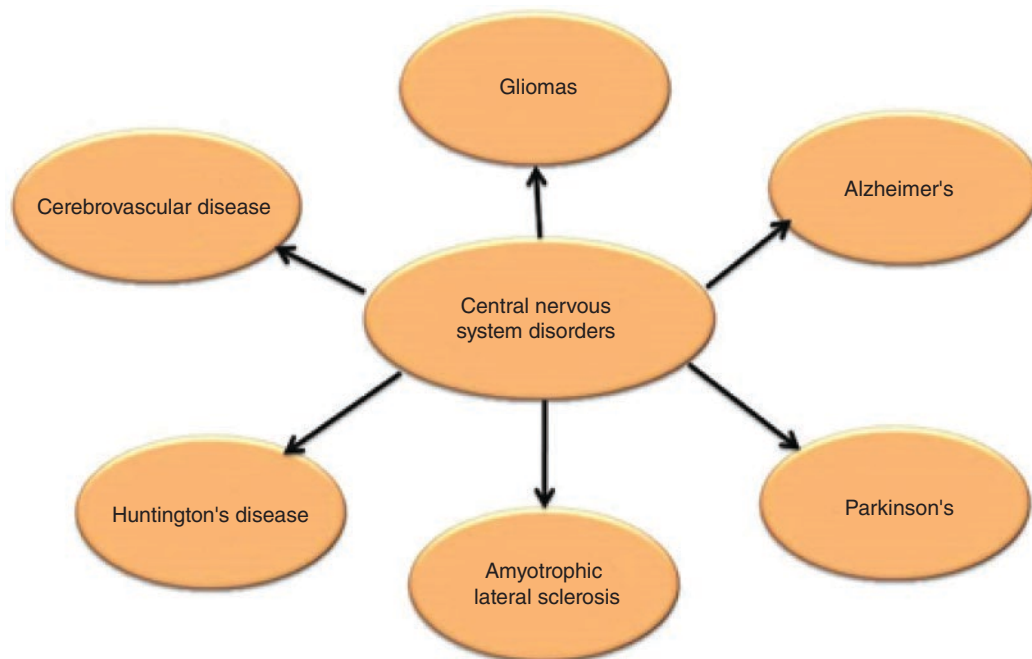 Gliomas
Cerebrovascular disease
Alzheimer's
Central nervous
system disorders
Huntington's disease
Parkinson's
Amyotrophic
lateral sclerosis